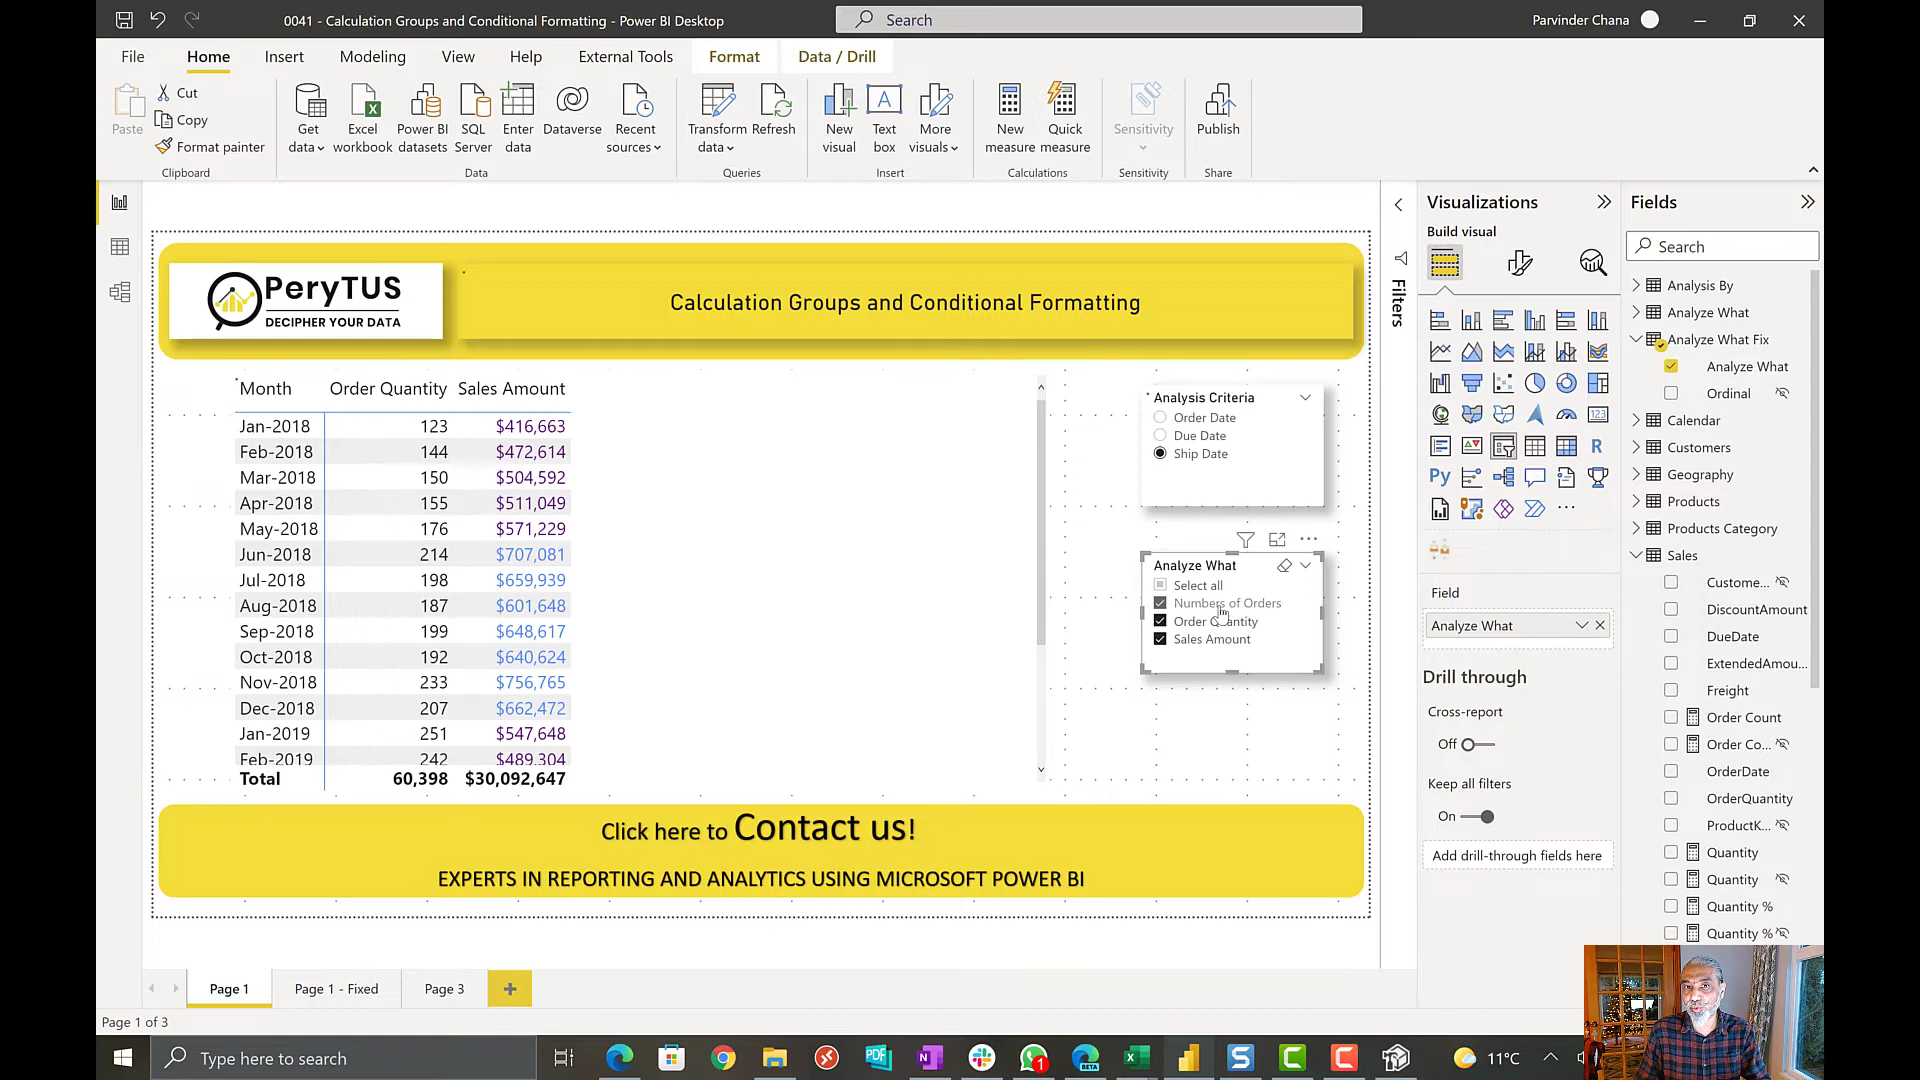 0041 - Calculation Groups and Conditional Formatting - Power BI Desktop
Search
Parvinder Chana
File
Home
Insert
Modeling
View
Help
External Tools
Format
Data / Drill
Paste
Cut
Copy
Format painter
Clipboard
Get data
Excel workbook
Power BI datasets
SQL Server
Enter data
Dataverse
Recent sources
Data
Transform data
Refresh
Queries
New visual
Text box
More visuals
Insert
New measure
Quick measure
Calculations
Sensitivity
Sensitivity
Publish
Share
PeryTUS
DECIPHER YOUR DATA
Calculation Groups and Conditional Formatting
Month Order Quantity Sales Amount
Jan-2018 123 $416,663
Feb-2018 144 $472,614
Mar-2018 150 $504,592
Apr-2018 155 $511,049
May-2018 176 $571,229
Jun-2018 214 $707,081
Jul-2018 198 $659,939
Aug-2018 187 $601,648
Sep-2018 199 $648,617
Oct-2018 192 $640,624
Nov-2018 233 $756,765
Dec-2018 207 $662,472
Jan-2019 251 $547,648
Feb-2019 242 $489,304
Total 60,398 $30,092,647
Analysis Criteria
Order Date
Due Date
Ship Date
Analyze What
Select all
Numbers of Orders
Order Quantity
Sales Amount
Click here to Contact us!
EXPERTS IN REPORTING AND ANALYTICS USING MICROSOFT POWER BI
Filters
Visualizations
Build visual
123
R
Py
Field
Analyze What
Drill through
Cross-report
Off
Keep all filters
On
Add drill-through fields here
Fields
Search
Analysis By
Analyze What
Analyze What Fix
Analyze What
Ordinal
Calendar
Customers
Geography
Products
Products Category
Sales
Custome...
DiscountAmount
DueDate
ExtendedAmou...
Freight
Order Count
Order Co...
OrderDate
OrderQuantity
ProductK...
Quantity
Quantity
Quantity %
Quantity %
Page 1
Page 1 - Fixed
Page 3
Page 1 of 3
Type here to search
PDF
BETA
1
11°C